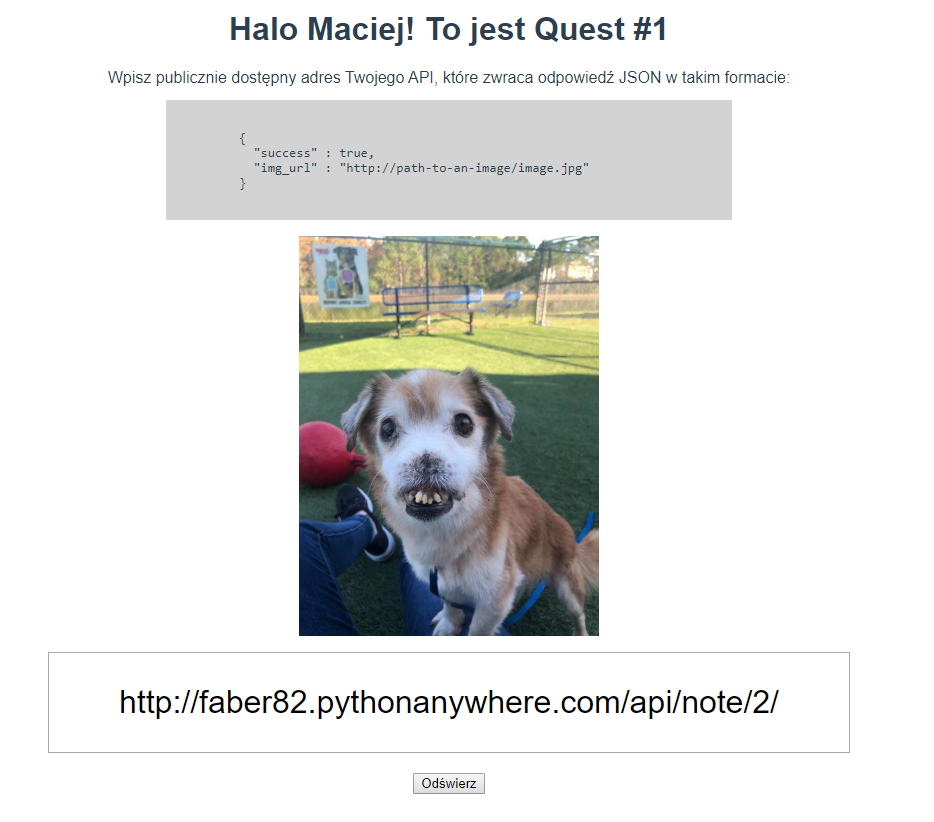 Halo Maciej! To jest Quest #1
Wpisz publicznie dostępny adres Twojego API, które zwraca odpowiedź JSON w takim formacie:
{
"success" : true,
"img_url" : "http://path-to-an-image/image.jpg"
}
http://faber82.pythonanywhere.com/api/note/2/
Odświerz